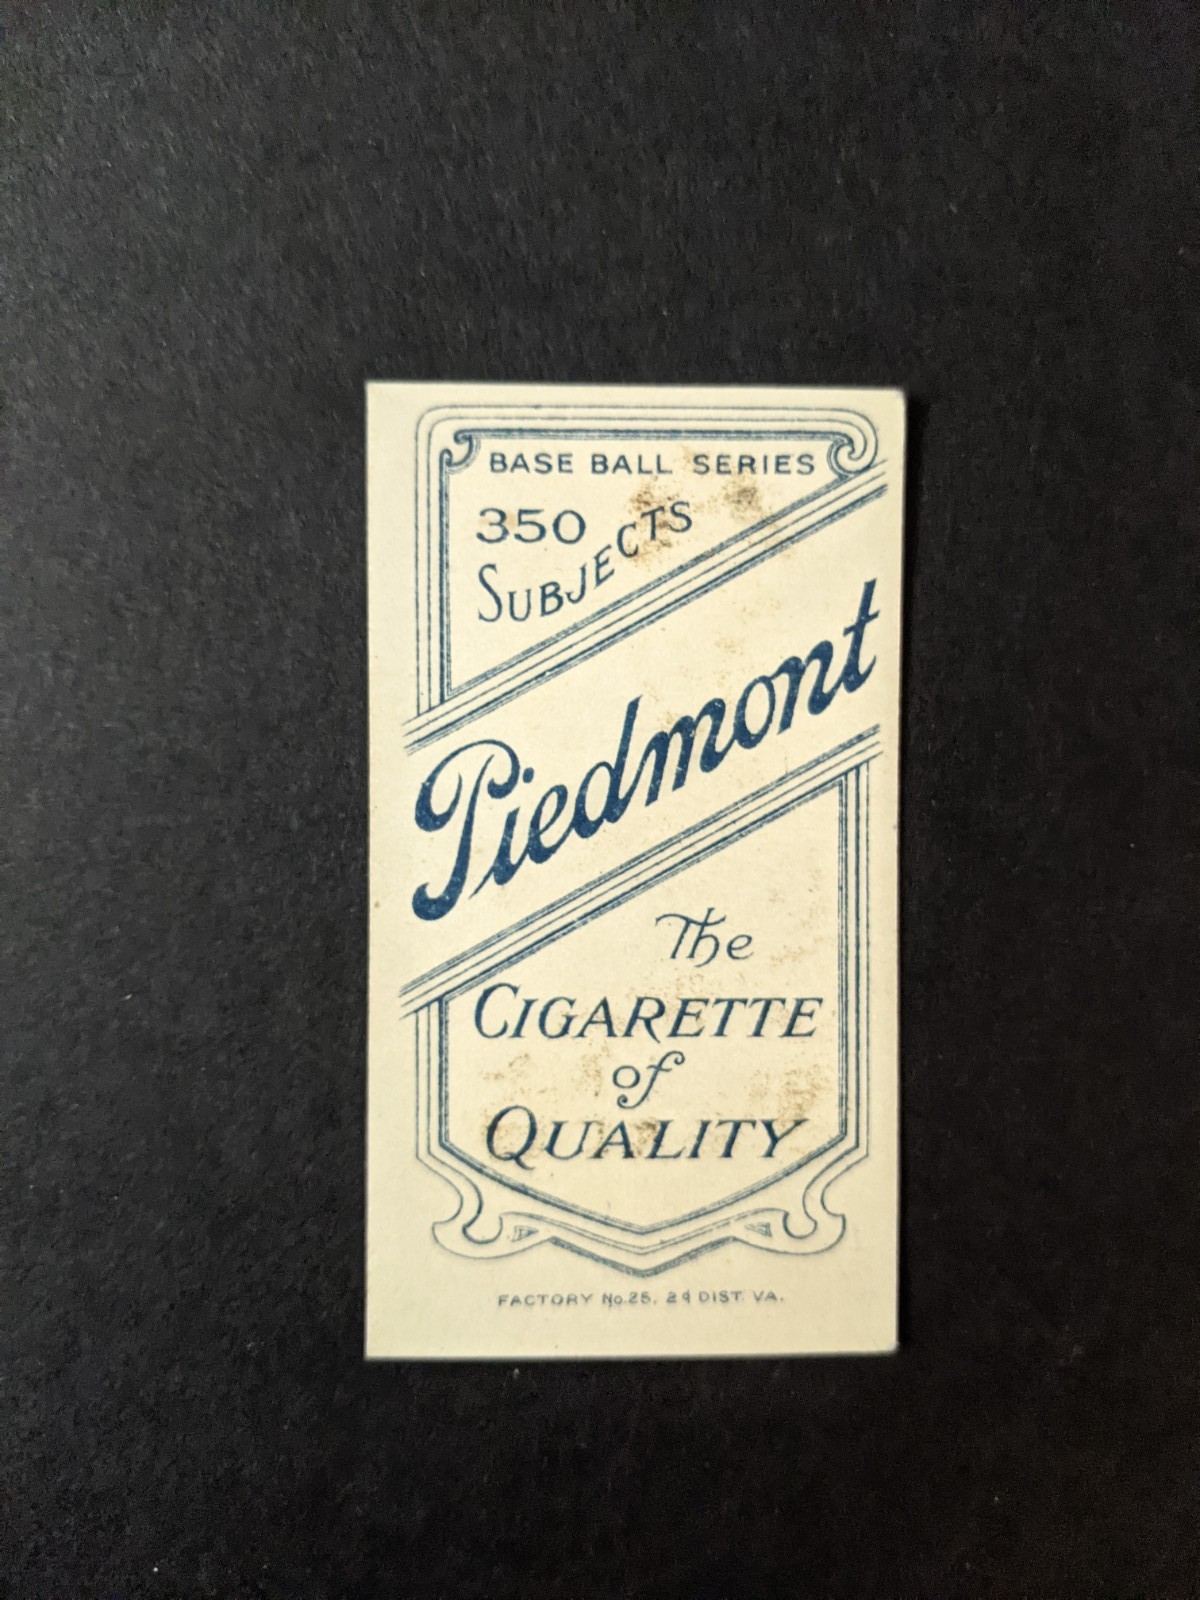 BASE BALL SERIES
350
SUBJECTS
Piedmont
The
CIGARETTE
of
QUALITY
FACTORY No. 25, 2d DIST. VA.